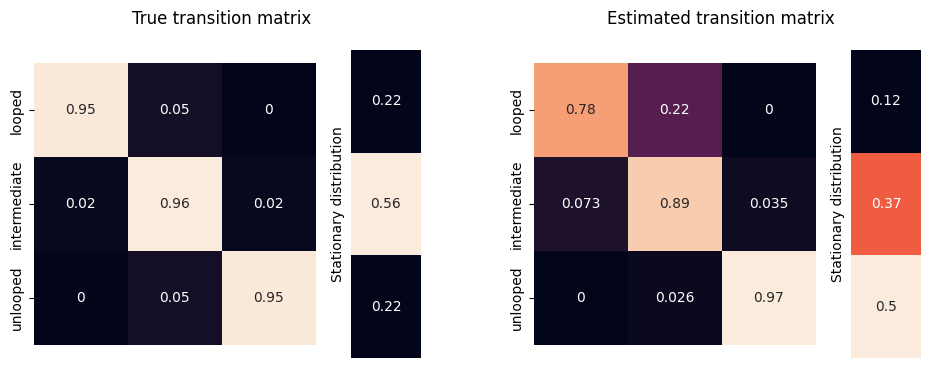 True transition matrix
looped
0.95 0.05 0
intermediate
0.02 0.96 0.02
unlooped
0 0.05 0.95
Stationary distribution
0.22
0.56
0.22
Estimated transition matrix
looped
0.78 0.22 0
intermediate
0.073 0.89 0.035
unlooped
0 0.026 0.97
Stationary distribution
0.12
0.37
0.5